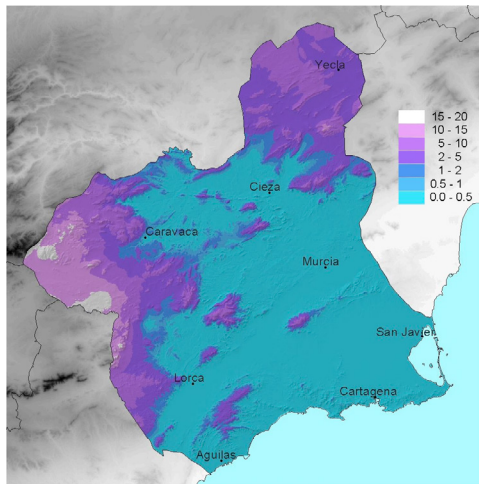 Yecla
15 - 20
10 - 15
5 - 10
2 - 5
1 - 2
0.5 - 1
0.0 - 0.5
Cieza
Caravaca
Murcia
San Javier
Lorca
Cartagena
Aguilas